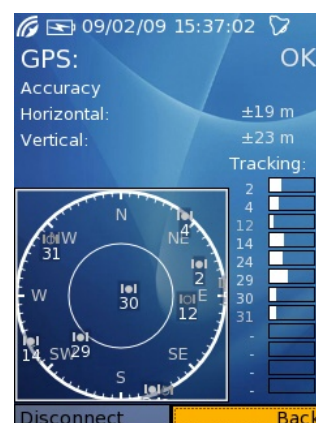 09/02/09 15:37:02
GPS: OK
Accuracy
Horizontal: ±19 m
Vertical: ±23 m
Tracking:
2
4
12
14
24
29
30
31
-
-
-
-
N
4
NW
NE
31
2
W
30
12
E
14
SW
29
SE
S
Disconnect
Back